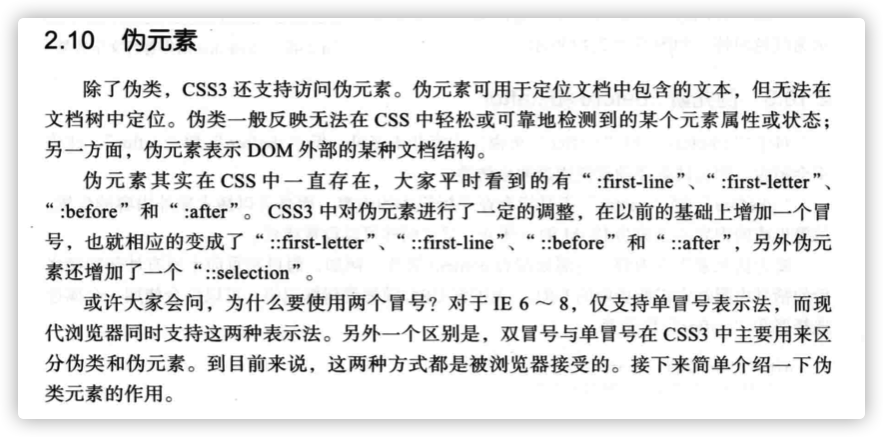 2.10 伪元素
除了伪类，CSS3 还支持访问伪元素。伪元素可用于定位文档中包含的文本，但无法在
文档树中定位。伪类一般反映无法在 CSS 中轻松或可靠地检测到的某个元素属性或状态；
另一方面，伪元素表示 DOM 外部的某种文档结构。
伪元素其实在 CSS 中一直存在，大家平时看到的有“:first-line”、“:first-letter”、
“:before”和“:after”。CSS3 中对伪元素进行了一定的调整，在以前的基础上增加一个冒
号，也就相应的变成了“::first-letter”、“::first-line”、“::before”和“::after”，另外伪元
素还增加了一个“::selection”。
或许大家会问，为什么要使用两个冒号？对于 IE 6～8，仅支持单冒号表示法，而现
代浏览器同时支持这两种表示法。另外一个区别是，双冒号与单冒号在 CSS3 中主要用来区
分伪类和伪元素。到目前来说，这两种方式都是被浏览器接受的。接下来简单介绍一下伪
类元素的作用。